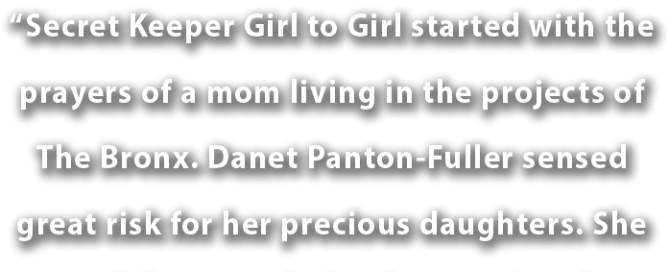 “Secret Keeper Girl to Girl started with the
prayers of a mom living in the projects of
The Bronx. Danet Panton-Fuller sensed
great risk for her precious daughters. She